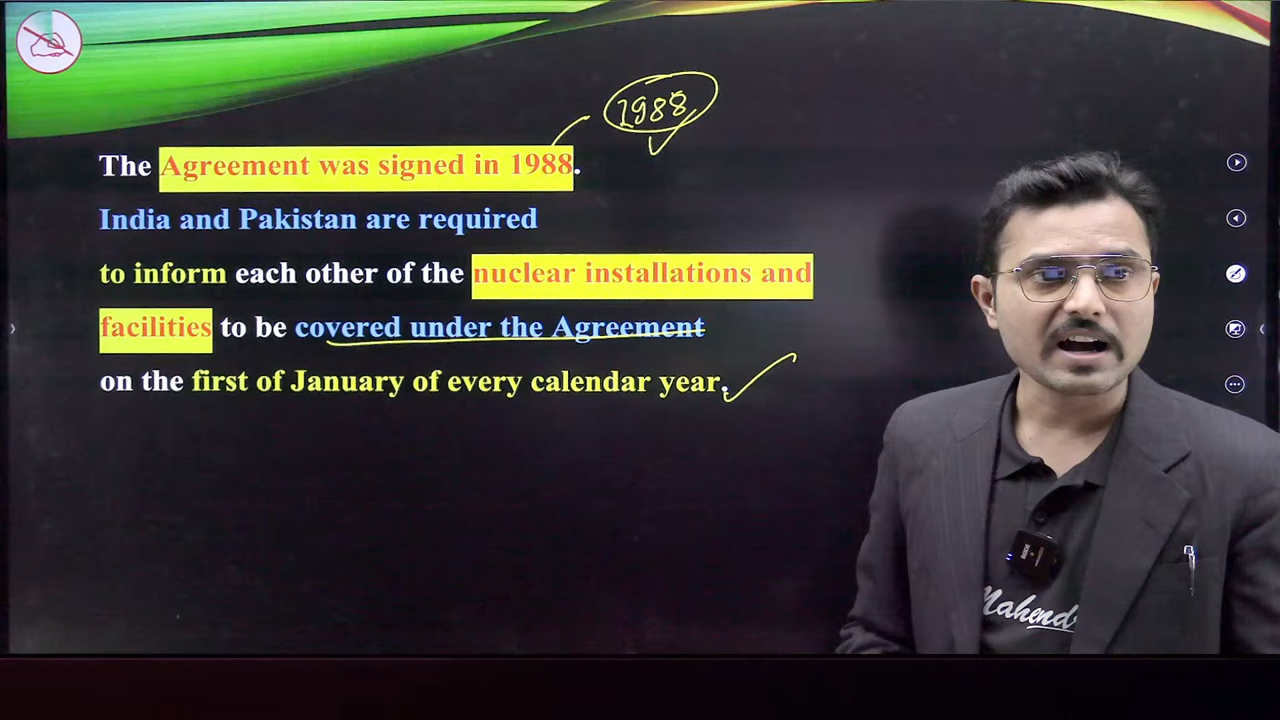 1988
The Agreement was signed in 1988.
India and Pakistan are required
to inform each other of the nuclear installations and
facilities to be covered under the Agreement
on the first of January of every calendar year.
Mahend